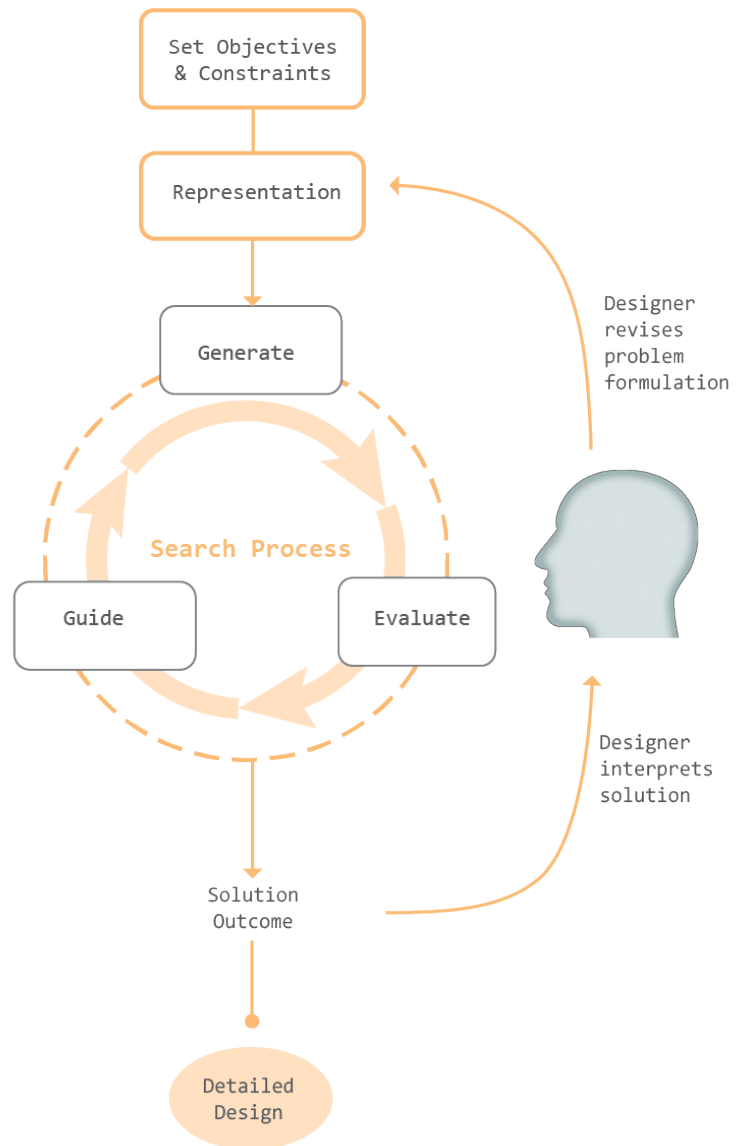 Set Objectives
& Constraints
Representation
Generate
Designer
revises
problem
formulation
Search Process
Guide
Evaluate
Designer
interprets
solution
Solution
Outcome
Detailed
Design